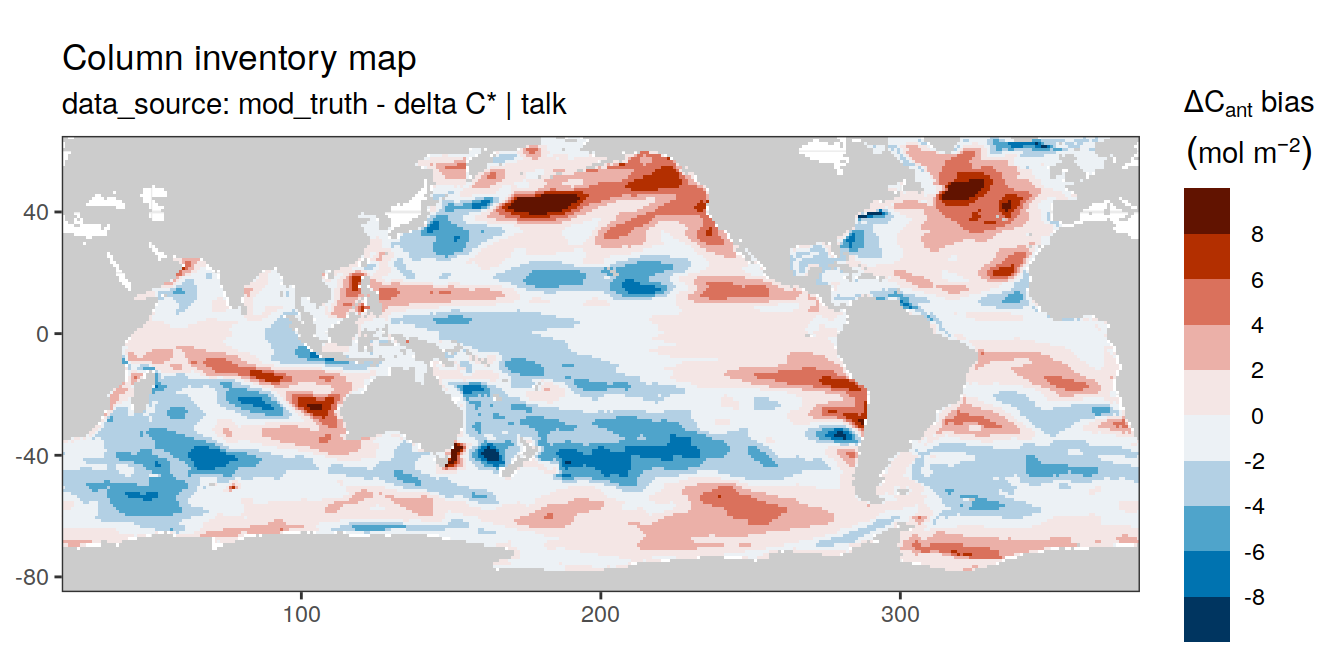 Column inventory map
data_source: mod_truth - delta C* | talk
ΔCant bias
(mol m−2)
8
6
4
2
0
-2
-4
-6
-8
40
0
-40
-80
100 200 300